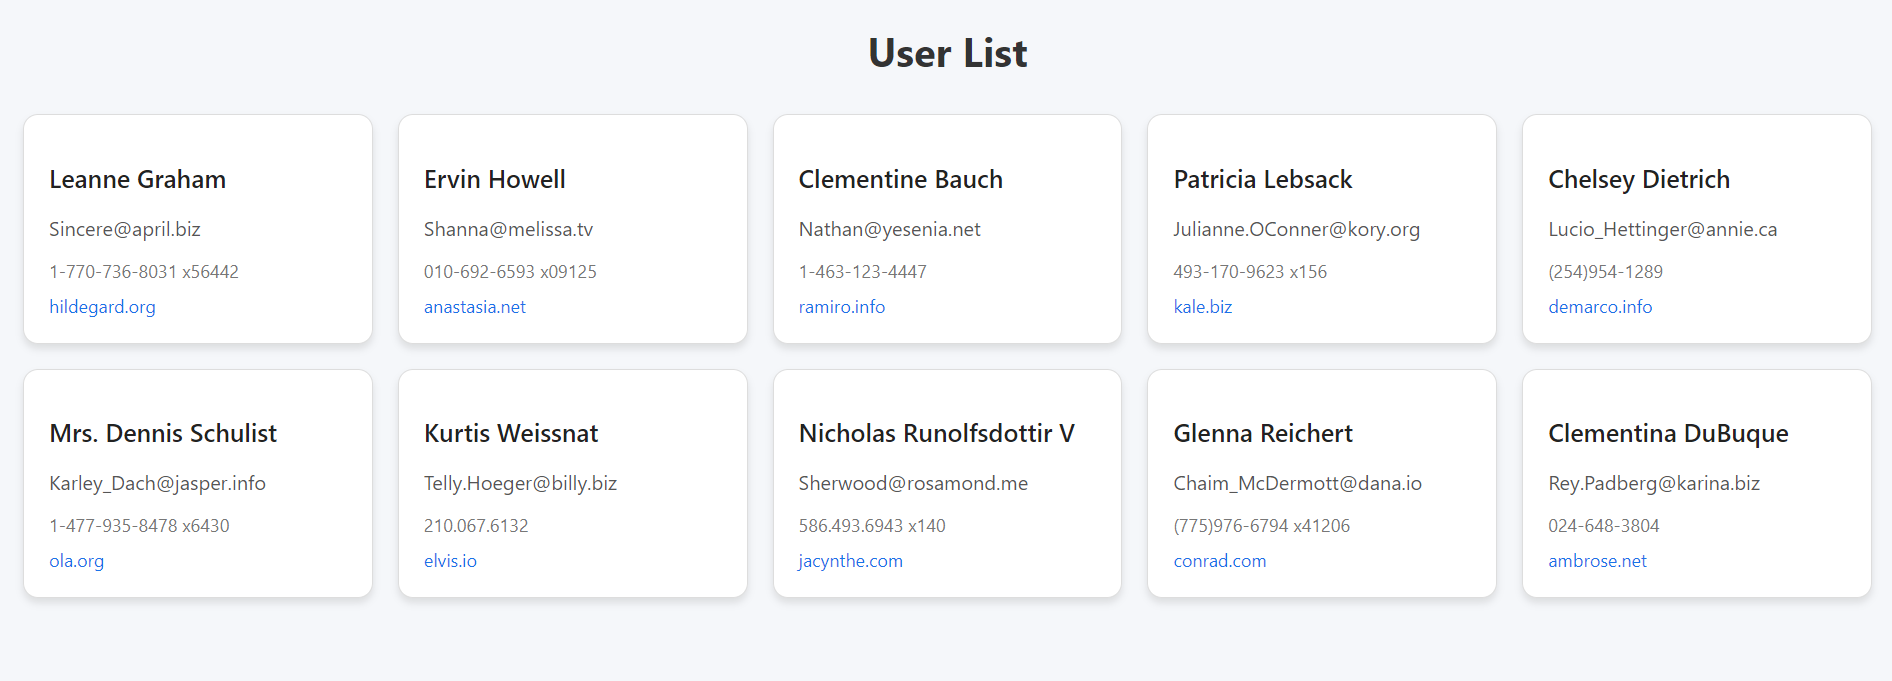 User List
Leanne Graham
Sincere@april.biz
1-770-736-8031 x56442
hildegard.org
Ervin Howell
Shanna@melissa.tv
010-692-6593 x09125
anastasia.net
Clementine Bauch
Nathan@yesenia.net
1-463-123-4447
ramiro.info
Patricia Lebsack
Julianne.OConner@kory.org
493-170-9623 x156
kale.biz
Chelsey Dietrich
Lucio_Hettinger@annie.ca
(254)954-1289
demarco.info
Mrs. Dennis Schulist
Karley_Dach@jasper.info
1-477-935-8478 x6430
ola.org
Kurtis Weissnat
Telly.Hoeger@billy.biz
210.067.6132
elvis.io
Nicholas Runolfsdottir V
Sherwood@rosamond.me
586.493.6943 x140
jacynthe.com
Glenna Reichert
Chaim_McDermott@dana.io
(775)976-6794 x41206
conrad.com
Clementina DuBuque
Rey.Padberg@karina.biz
024-648-3804
ambrose.net